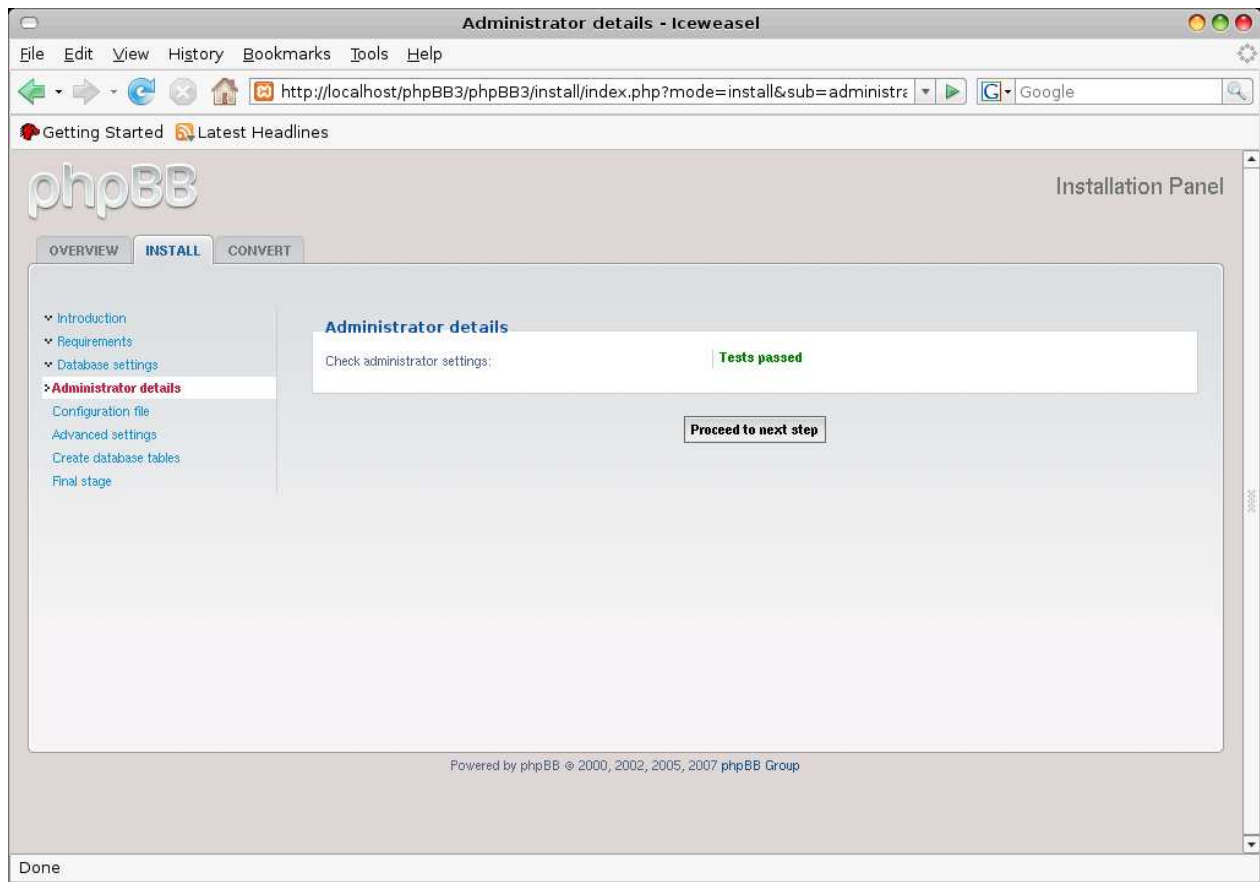 Administrator details - Iceweasel
File Edit View History Bookmarks Tools Help
http://localhost/phpBB3/phpBB3/install/index.php?mode=install&sub=administra
G Google
Getting Started Latest Headlines
phpBB
Installation Panel
OVERVIEW INSTALL CONVERT
Introduction
Requirements
Database settings
Administrator details
Configuration file
Advanced settings
Create database tables
Final stage
Administrator details
Check administrator settings: Tests passed
Proceed to next step
Powered by phpBB © 2000, 2002, 2005, 2007 phpBB Group
Done